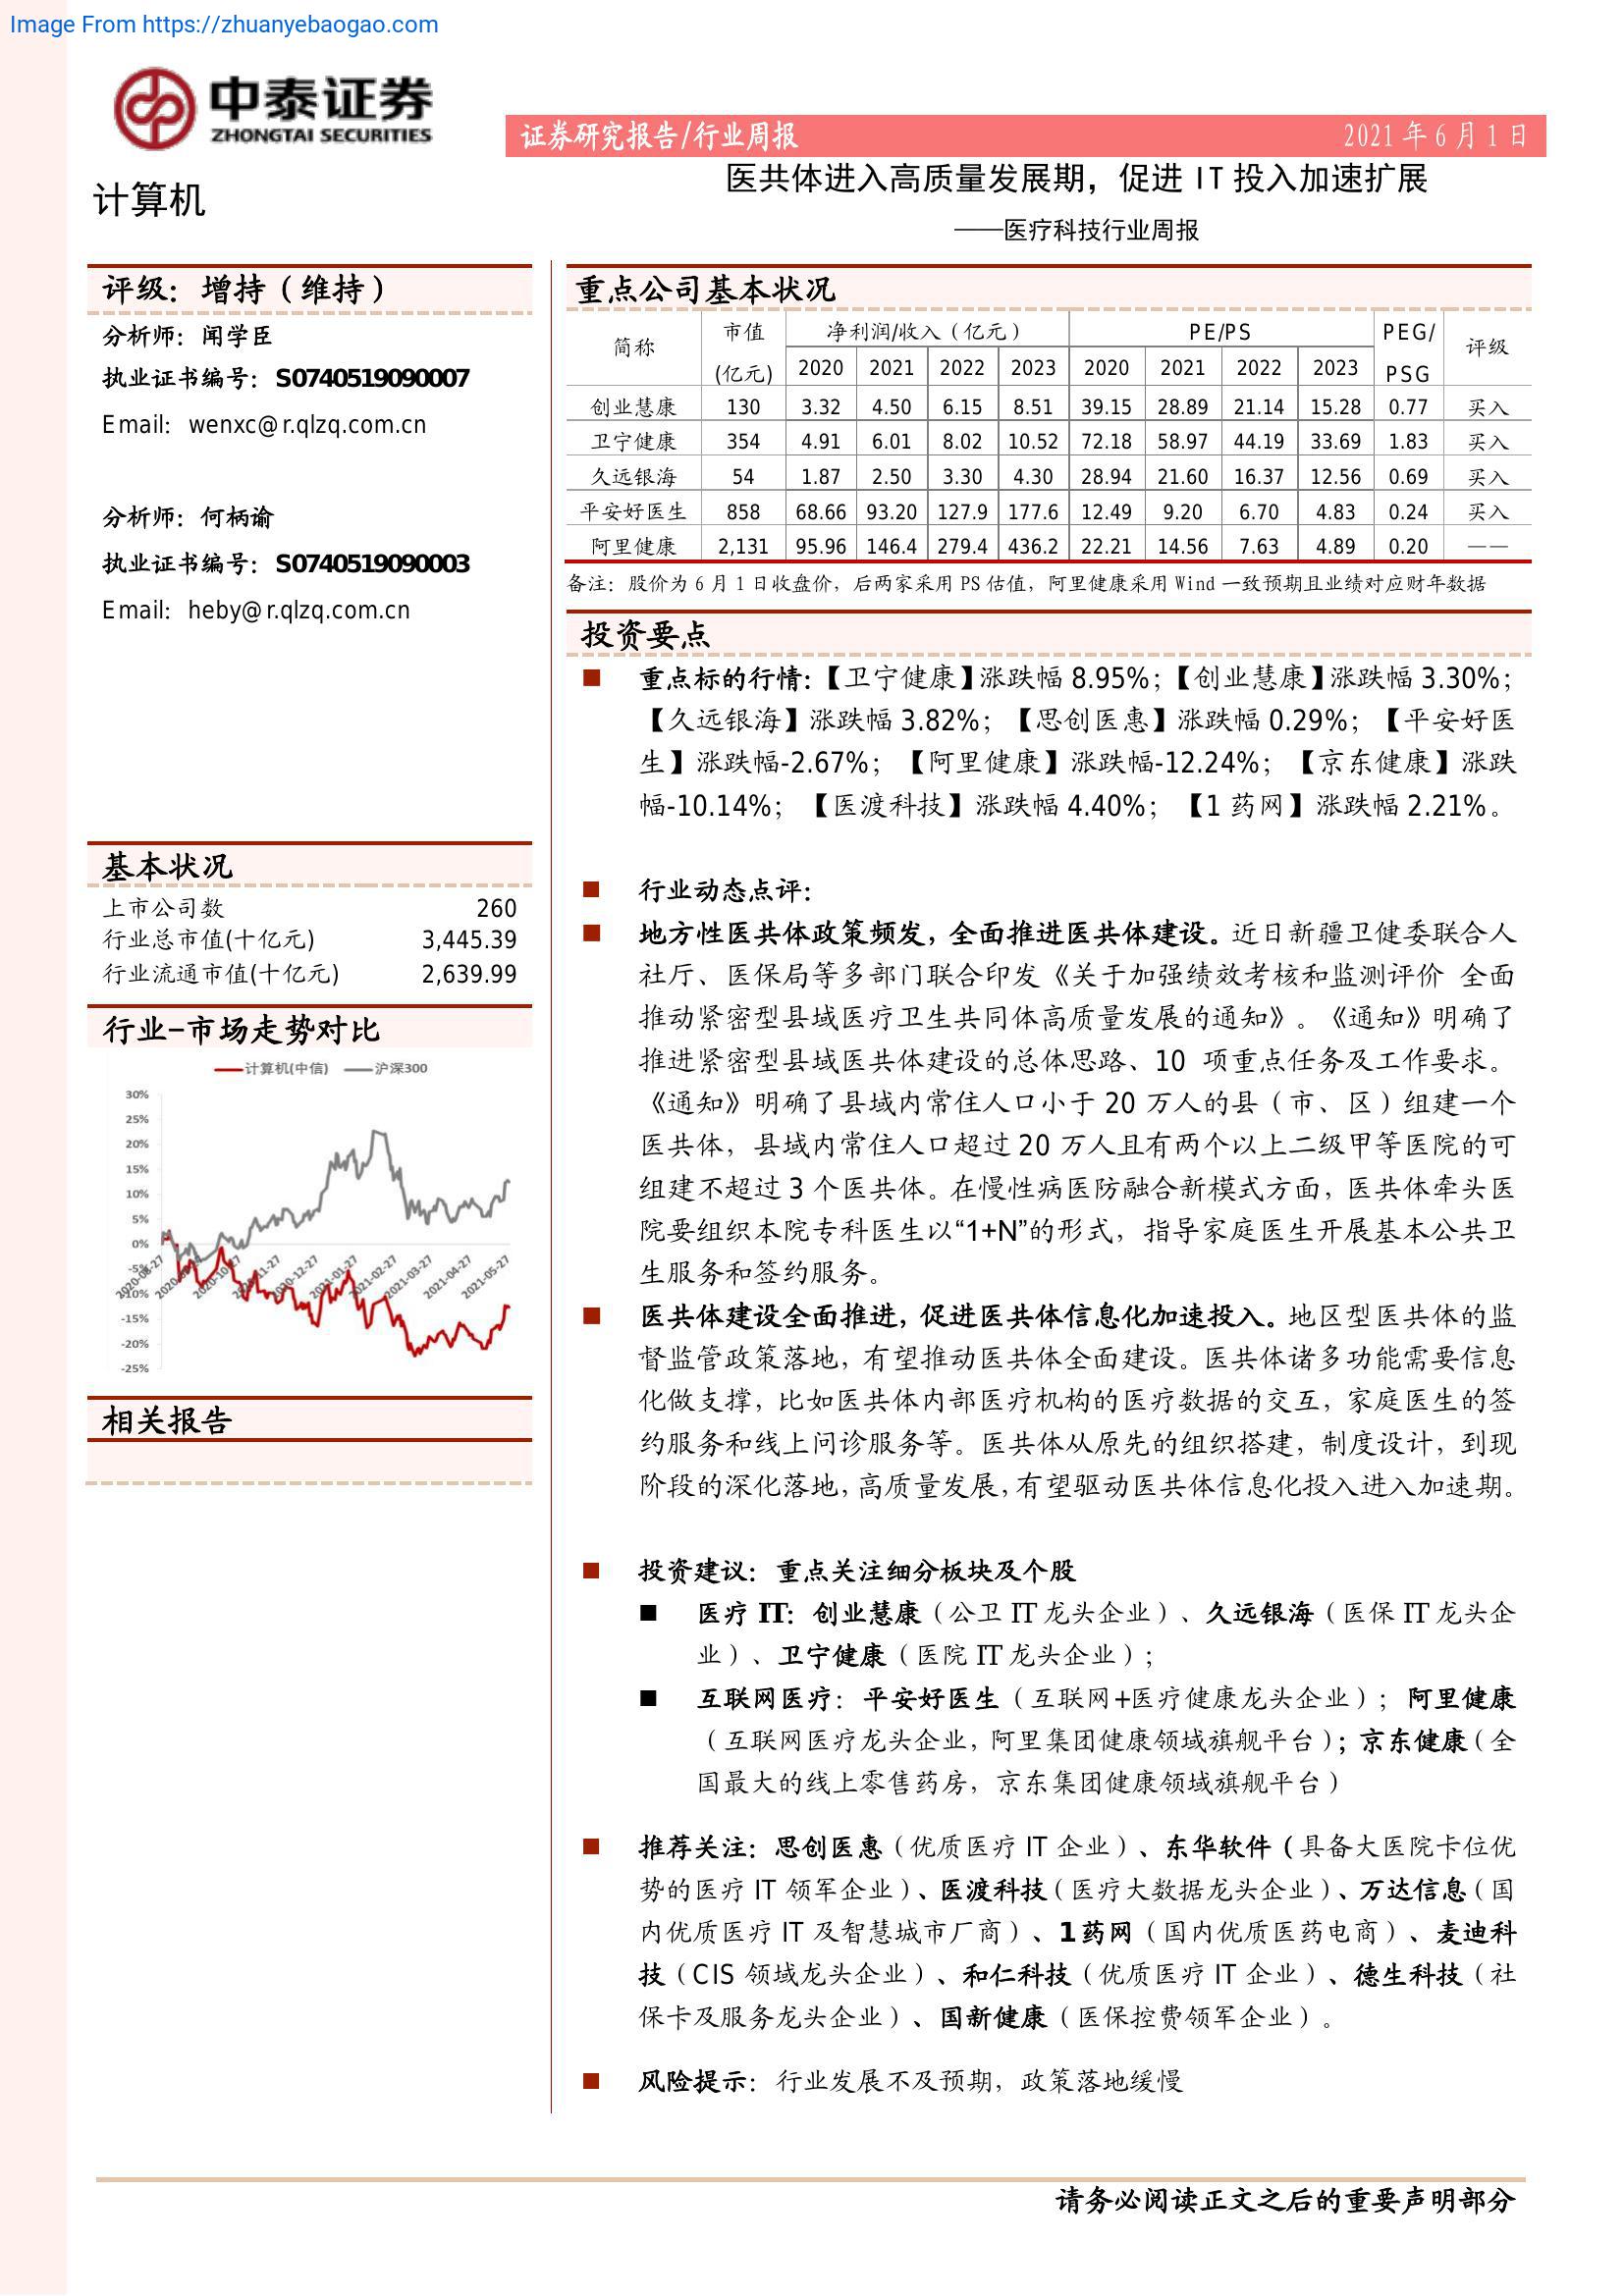 Image From https://zhuanyebaogao.com
中泰证券
ZHONGTAI SECURITIES
证券研究报告/行业周报 2021 年 6 月 1 日
计算机
医共体进入高质量发展期，促进 IT 投入加速扩展
——医疗科技行业周报
评级：增持（维持）
分析师：闻学臣
执业证书编号：S0740519090007
Email：wenxc@r.qlzq.com.cn
分析师：何柄谕
执业证书编号：S0740519090003
Email：heby@r.qlzq.com.cn
基本状况
上市公司数 260
行业总市值(十亿元) 3,445.39
行业流通市值(十亿元) 2,639.99
行业-市场走势对比
计算机(中信) 沪深300
30%
25%
20%
15%
10%
5%
0%
-5%
-10%
-15%
-20%
-25%
2020-12-27 2021-01-27 2021-02-27 2021-03-27 2021-04-27 2021-05-27
相关报告
重点公司基本状况
简称 市值 净利润/收入（亿元） PE/PS PEG/ 评级
(亿元) 2020 2021 2022 2023 2020 2021 2022 2023 PSG
创业慧康 130 3.32 4.50 6.15 8.51 39.15 28.89 21.14 15.28 0.77 买入
卫宁健康 354 4.91 6.01 8.02 10.52 72.18 58.97 44.19 33.69 1.83 买入
久远银海 54 1.87 2.50 3.30 4.30 28.94 21.60 16.37 12.56 0.69 买入
平安好医生 858 68.66 93.20 127.9 177.6 12.49 9.20 6.70 4.83 0.24 买入
阿里健康 2,131 95.96 146.4 279.4 436.2 22.21 14.56 7.63 4.89 0.20 ——
备注：股价为 6 月 1 日收盘价，后两家采用 PS 估值，阿里健康采用 Wind 一致预期且业绩对应财年数据
投资要点
■ 重点标的行情：【卫宁健康】涨跌幅 8.95%；【创业慧康】涨跌幅 3.30%；
【久远银海】涨跌幅 3.82%；【思创医惠】涨跌幅 0.29%；【平安好医
生】涨跌幅-2.67%；【阿里健康】涨跌幅-12.24%；【京东健康】涨跌
幅-10.14%；【医渡科技】涨跌幅 4.40%；【1 药网】涨跌幅 2.21%。
■ 行业动态点评：
■ 地方性医共体政策频发，全面推进医共体建设。近日新疆卫健委联合人
社厅、医保局等多部门联合印发《关于加强绩效考核和监测评价 全面
推动紧密型县域医疗卫生共同体高质量发展的通知》。《通知》明确了
推进紧密型县域医共体建设的总体思路、10 项重点任务及工作要求。
《通知》明确了县域内常住人口小于 20 万人的县（市、区）组建一个
医共体，县域内常住人口超过 20 万人且有两个以上二级甲等医院的可
组建不超过 3 个医共体。在慢性病医防融合新模式方面，医共体牵头医
院要组织本院专科医生以“1+N”的形式，指导家庭医生开展基本公共卫
生服务和签约服务。
■ 医共体建设全面推进，促进医共体信息化加速投入。地区型医共体的监
督监管政策落地，有望推动医共体全面建设。医共体诸多功能需要信息
化做支撑，比如医共体内部医疗机构的医疗数据的交互，家庭医生的签
约服务和线上问诊服务等。医共体从原先的组织搭建，制度设计，到现
阶段的深化落地，高质量发展，有望驱动医共体信息化投入进入加速期。
■ 投资建议：重点关注细分板块及个股
■ 医疗 IT：创业慧康（公卫 IT 龙头企业）、久远银海（医保 IT 龙头企
业）、卫宁健康（医院 IT 龙头企业）；
■ 互联网医疗：平安好医生（互联网+医疗健康龙头企业）；阿里健康
（互联网医疗龙头企业，阿里集团健康领域旗舰平台）；京东健康（全
国最大的线上零售药房，京东集团健康领域旗舰平台）
■ 推荐关注：思创医惠（优质医疗 IT 企业）、东华软件（具备大医院卡位优
势的医疗 IT 领军企业）、医渡科技（医疗大数据龙头企业）、万达信息（国
内优质医疗 IT 及智慧城市厂商）、1药网（国内优质医药电商）、麦迪科
技（CIS 领域龙头企业）、和仁科技（优质医疗 IT 企业）、德生科技（社
保卡及服务龙头企业）、国新健康（医保控费领军企业）。
■ 风险提示：行业发展不及预期，政策落地缓慢
请务必阅读正文之后的重要声明部分